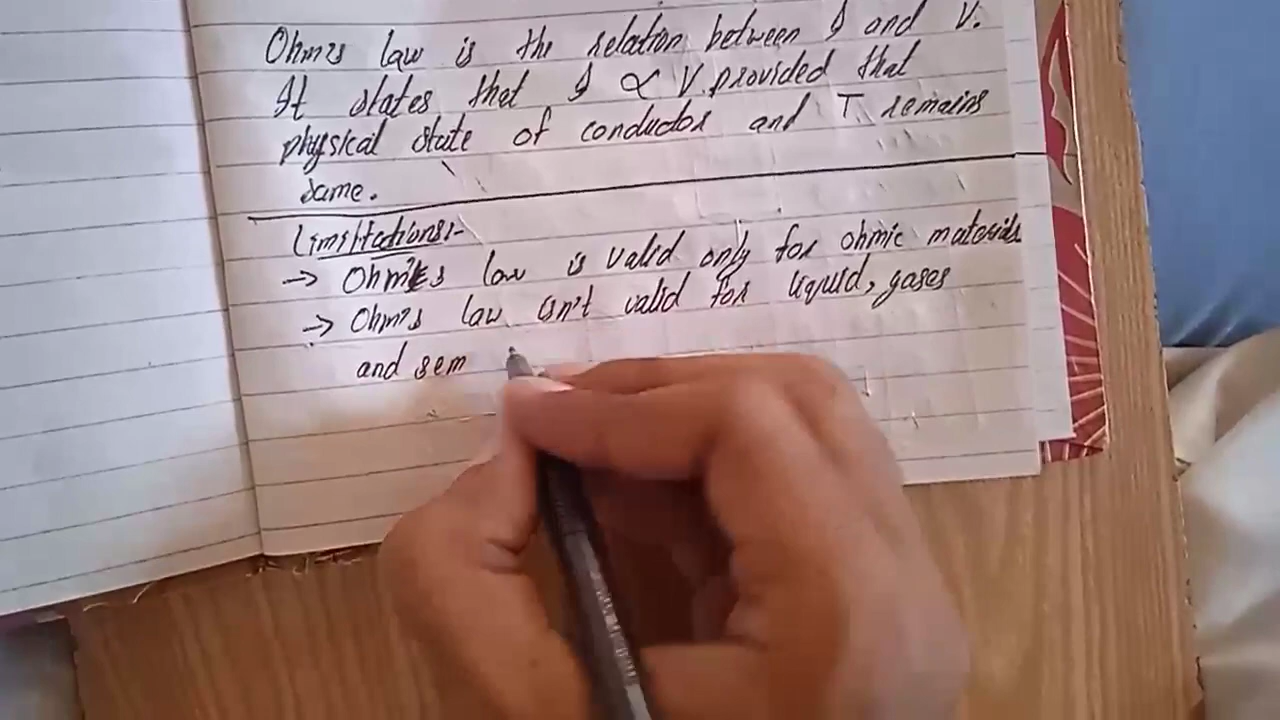 Ohm's law is the relation between I and V.
It states that I ∝ V provided that
physical state of conductor and T remains
same.
Limitations:-
→ Ohm's law is valid only for ohmic materials
→ Ohm's law isn't valid for liquid, gases
and sem